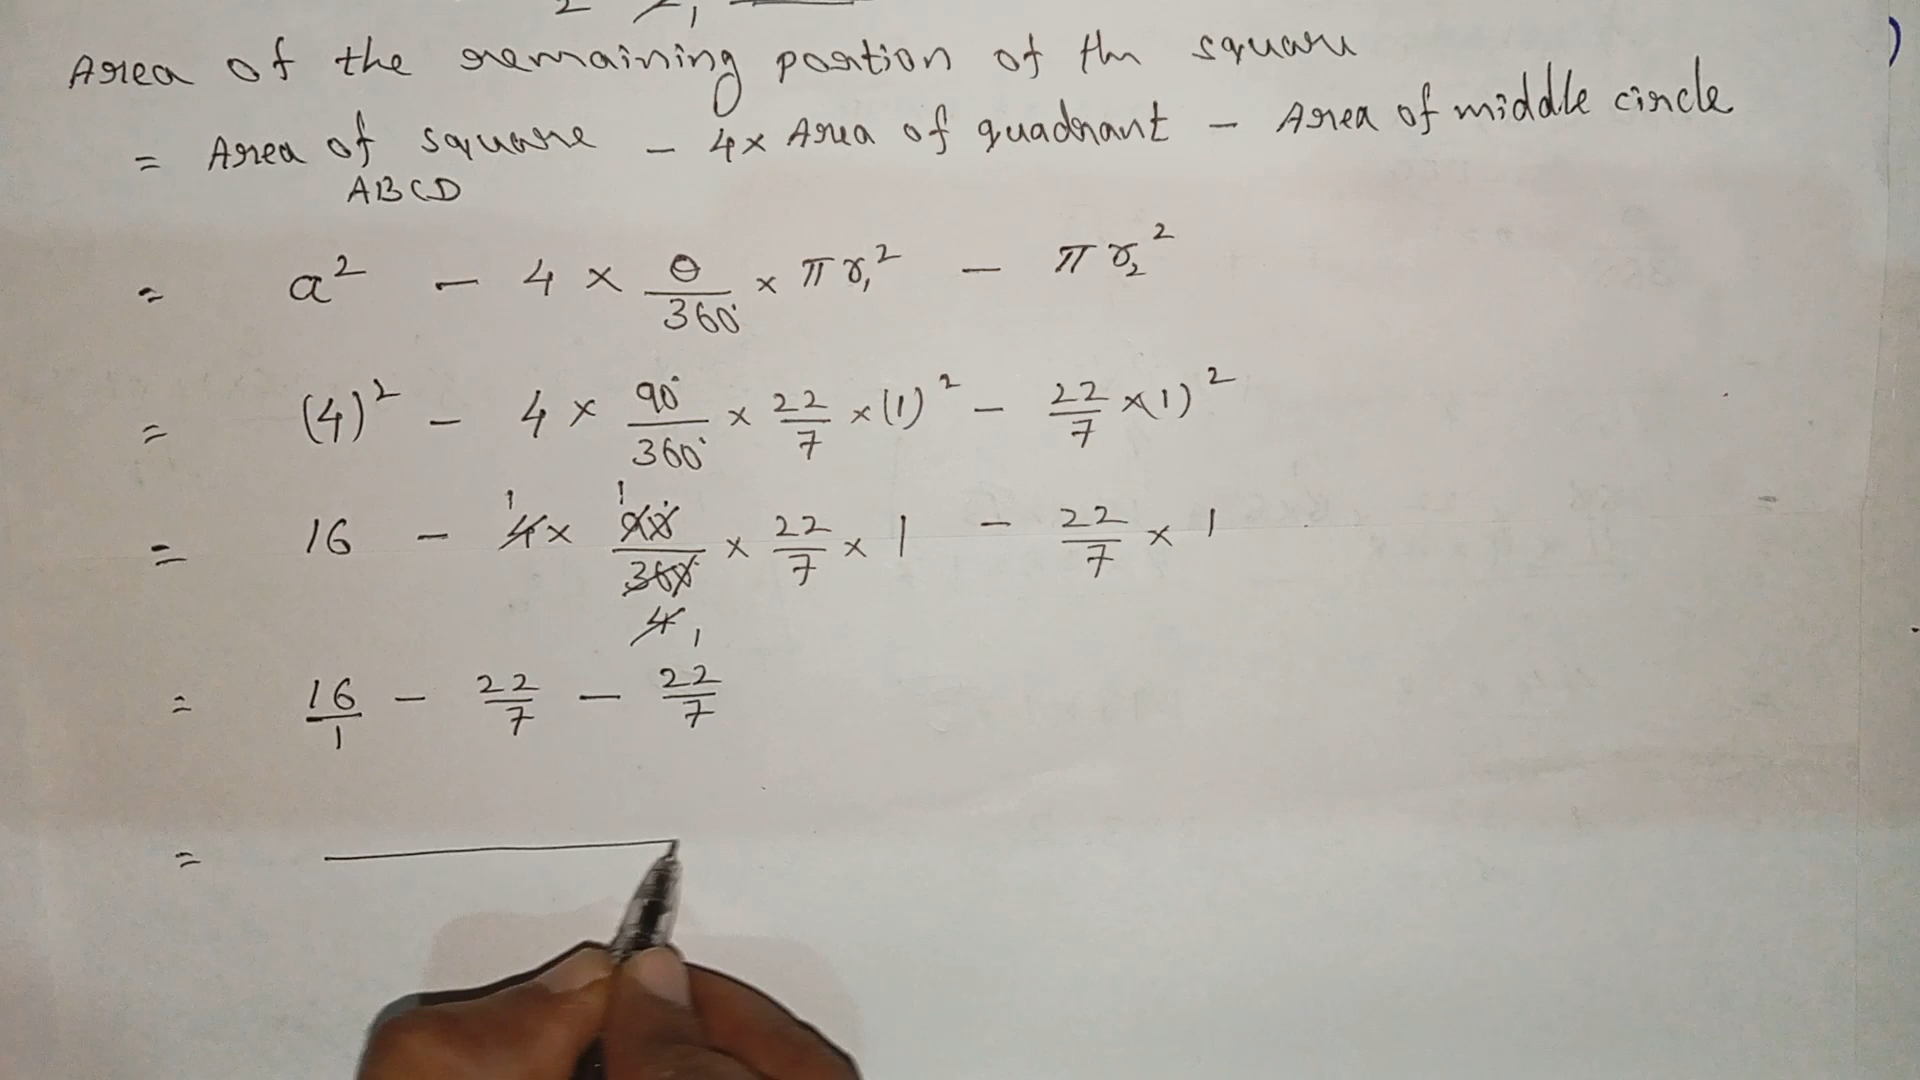 Area of the remaining portion of the square
= Area of square - 4× Area of quadrant - Area of middle circle
ABCD
= a² - 4 × θ/360° × πr₁² - πr₂²
= (4)² - 4 × 90°/360° × 22/7 × (1)² - 22/7 × (1)²
= 16 - 4× 90°/360° × 22/7 × 1 - 22/7 × 1
= 16/1 - 22/7 - 22/7
=